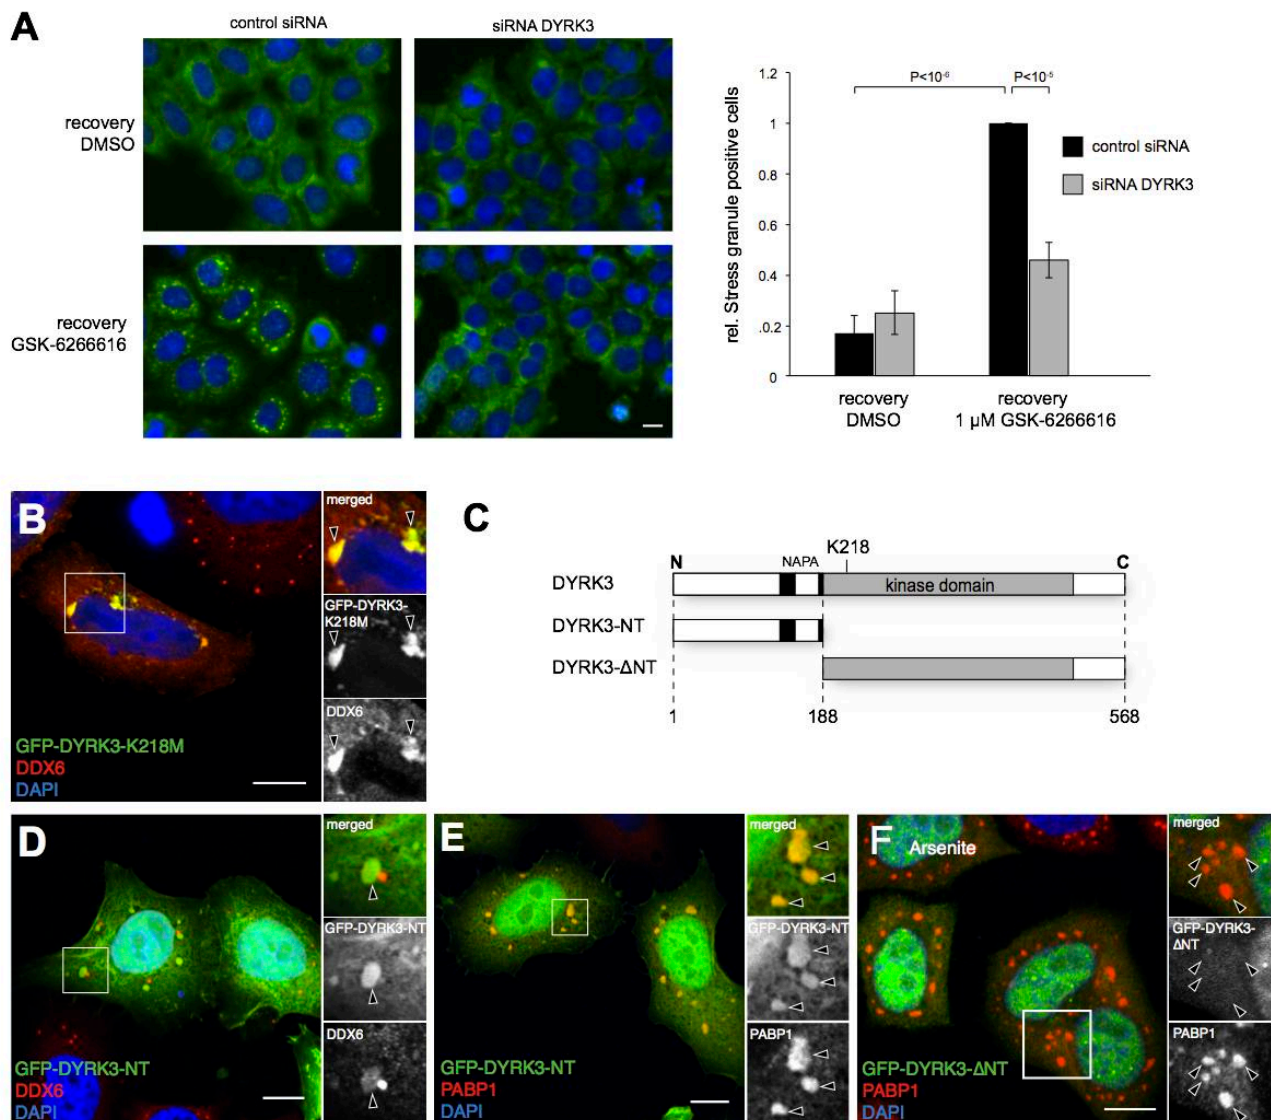 A
control siRNA
siRNA DYRK3
recovery
DMSO
recovery
GSK-6266616
rel. Stress granule positive cells
1.2
1
0.8
0.6
0.4
0.2
0
P<10-6
P<10-5
control siRNA
siRNA DYRK3
recovery
DMSO
recovery
1 µM GSK-6266616
B
GFP-DYRK3-K218M
DDX6
DAPI
merged
GFP-DYRK3-
K218M
DDX6
C
K218
N
NAPA
C
DYRK3
kinase domain
DYRK3-NT
DYRK3-ΔNT
1
188
568
D
GFP-DYRK3-NT
DDX6
DAPI
merged
GFP-DYRK3-NT
DDX6
E
GFP-DYRK3-NT
PABP1
DAPI
merged
GFP-DYRK3-NT
PABP1
F
Arsenite
GFP-DYRK3-ΔNT
PABP1
DAPI
merged
GFP-DYRK3-
ΔNT
PABP1